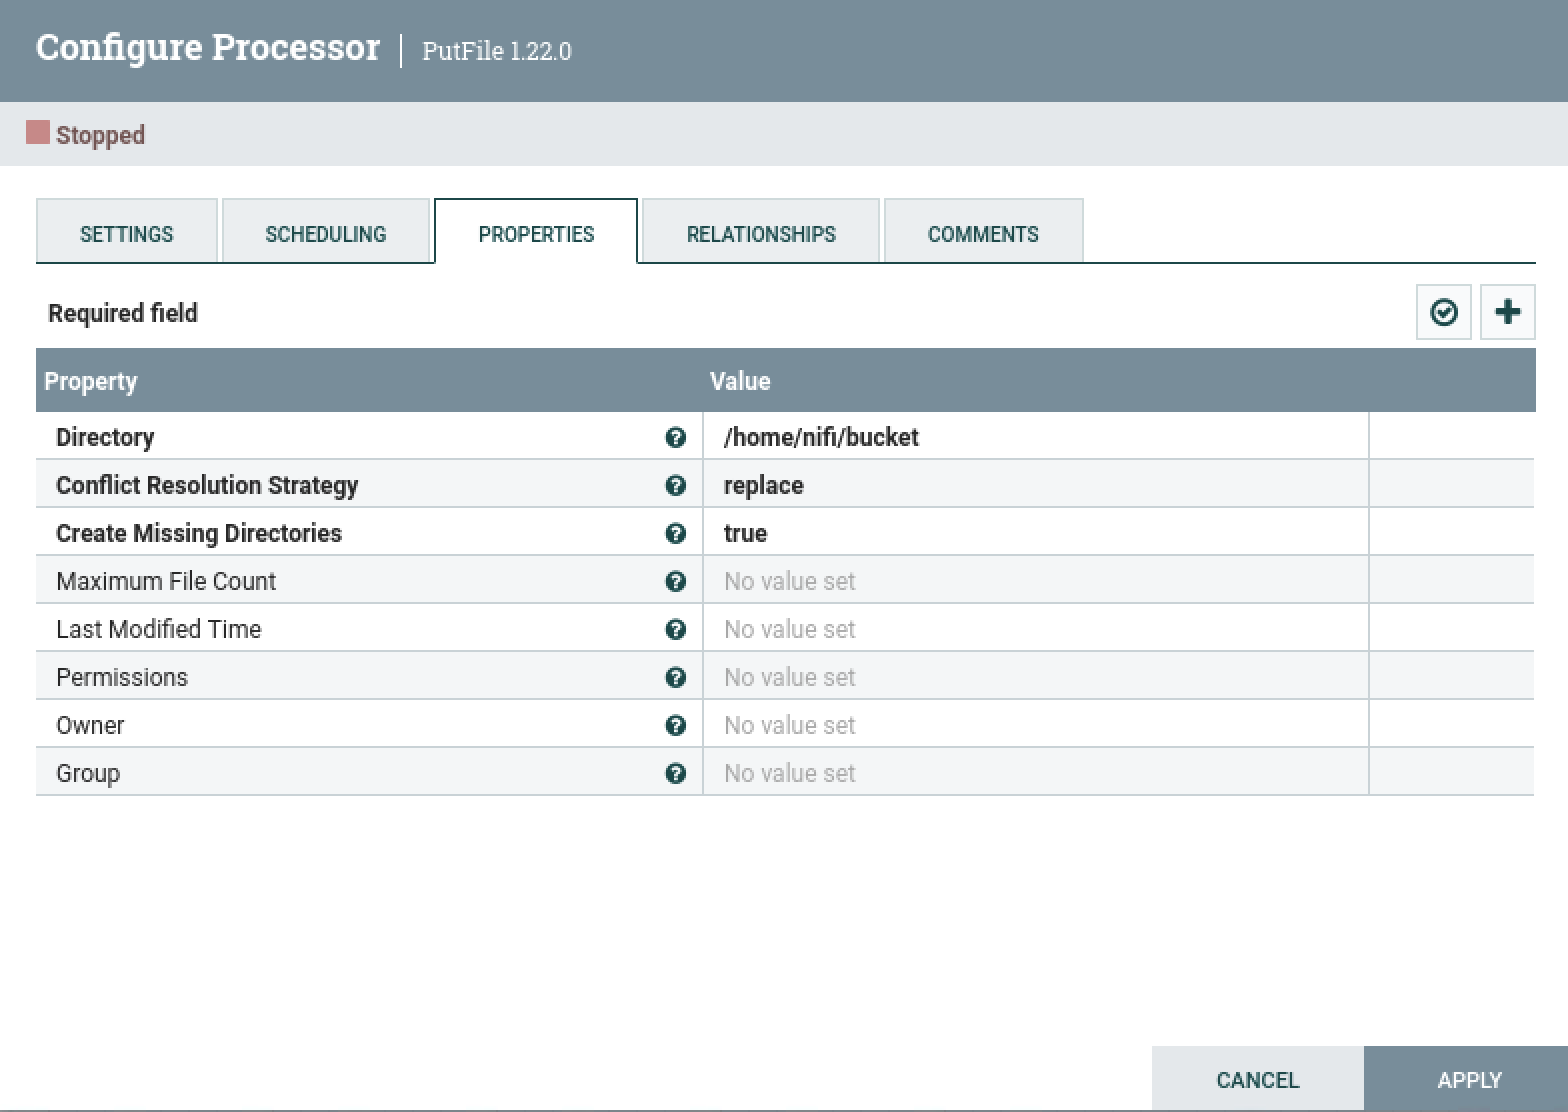 Configure Processor | PutFile 1.22.0
Stopped
SETTINGS SCHEDULING PROPERTIES RELATIONSHIPS COMMENTS
Required field
Property Value
Directory /home/nifi/bucket
Conflict Resolution Strategy replace
Create Missing Directories true
Maximum File Count No value set
Last Modified Time No value set
Permissions No value set
Owner No value set
Group No value set
CANCEL APPLY